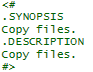 <#
.SYNOPSIS
Copy files.
.DESCRIPTION
Copy files.
#>